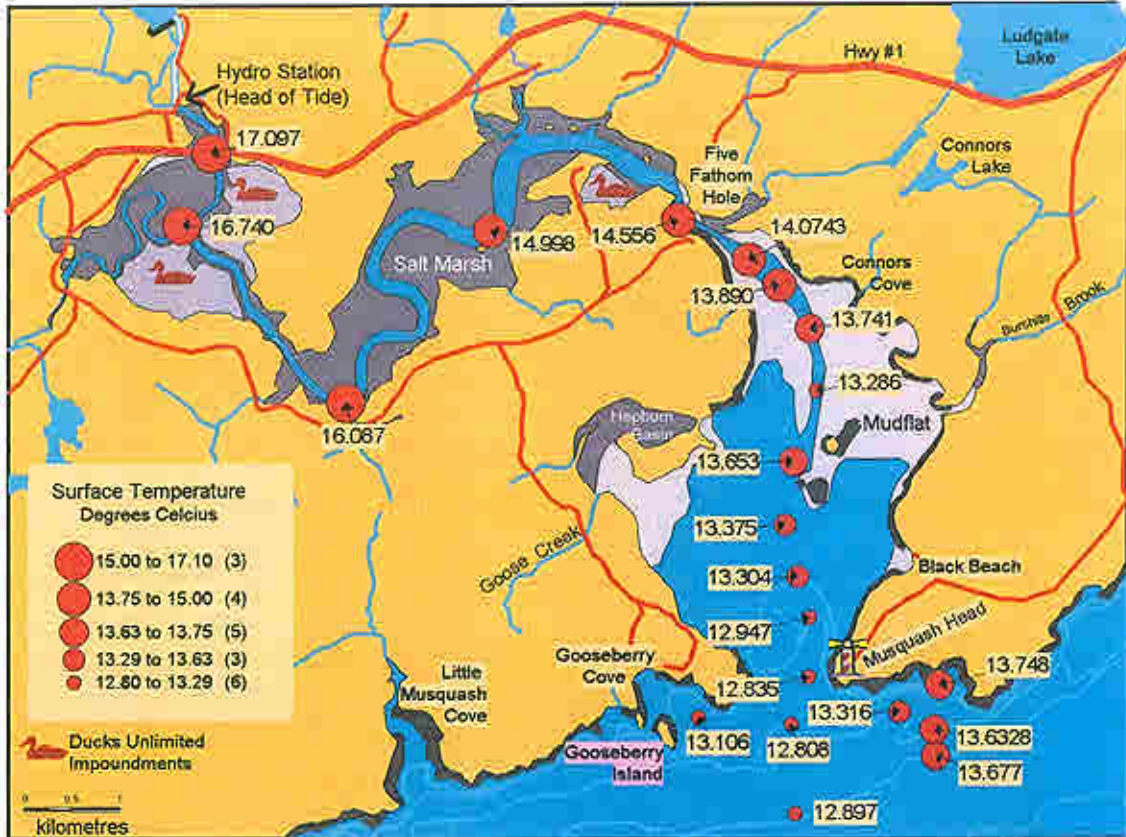 Ludgate
Lake
Hwy #1
Hydro Station
(Head of Tide)
17.097
Connors
Lake
Five
Fathom
Hole
16.740
14.998
14.556
14.0743
Salt Marsh
Connors
Cove
13.890
13.741
Brook
13.286
16.087
Hepburn
Basin
Mudflat
13.653
Surface Temperature
Degrees Celcius
15.00 to 17.10 (3)
13.75 to 15.00 (4)
13.63 to 13.75 (5)
13.29 to 13.63 (3)
12.80 to 13.29 (6)
13.375
Goose Creek
13.304
Black Beach
12.947
Musquash Head
Gooseberry
Cove
13.748
Little
Musquash
Cove
12.835
13.316
13.106
12.808
13.6328
Ducks Unlimited
Impoundments
Gooseberry
Island
13.677
0 0.5 1
kilometres
12.897